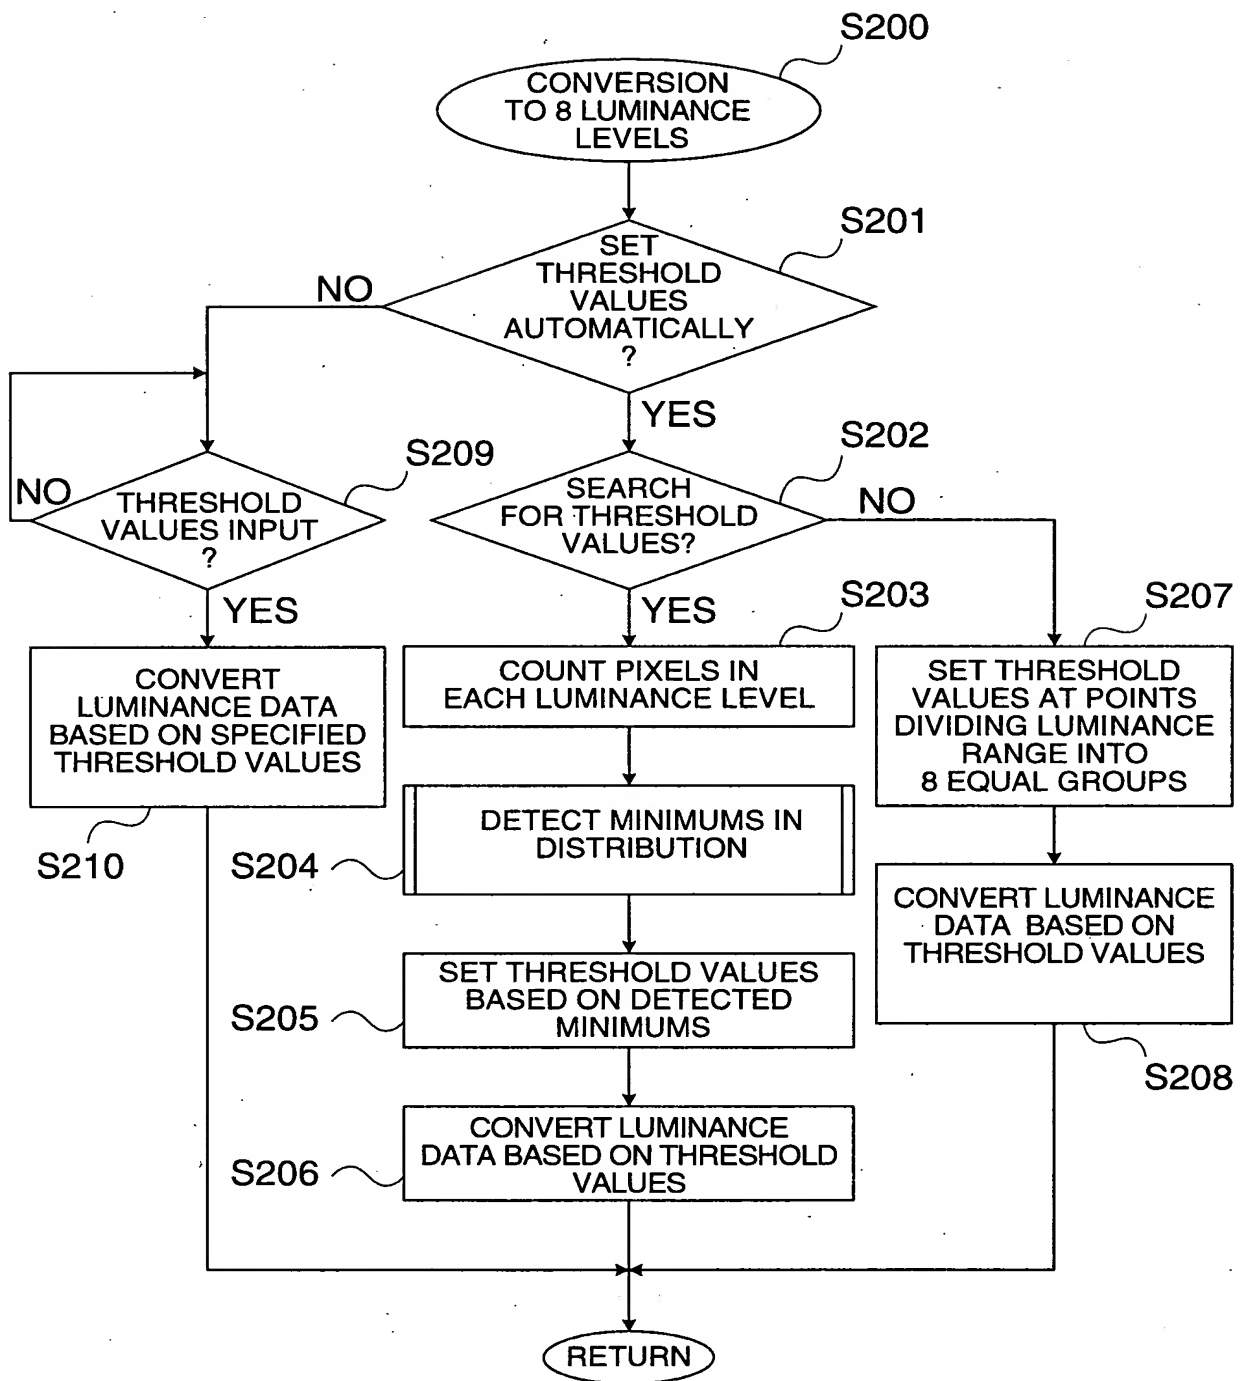 S200
CONVERSION
TO 8 LUMINANCE
LEVELS
S201
SET
THRESHOLD
VALUES
AUTOMATICALLY
?
NO
YES
S209
THRESHOLD
VALUES INPUT
?
NO
YES
S202
SEARCH
FOR THRESHOLD
VALUES?
NO
YES
CONVERT
LUMINANCE DATA
BASED ON SPECIFIED
THRESHOLD VALUES
S210
S203
COUNT PIXELS IN
EACH LUMINANCE LEVEL
S207
SET THRESHOLD
VALUES AT POINTS
DIVIDING LUMINANCE
RANGE INTO
8 EQUAL GROUPS
DETECT MINIMUMS IN
DISTRIBUTION
S204
CONVERT LUMINANCE
DATA BASED ON
THRESHOLD VALUES
S208
SET THRESHOLD VALUES
BASED ON DETECTED
MINIMUMS
S205
CONVERT LUMINANCE
DATA BASED ON THRESHOLD
VALUES
S206
RETURN